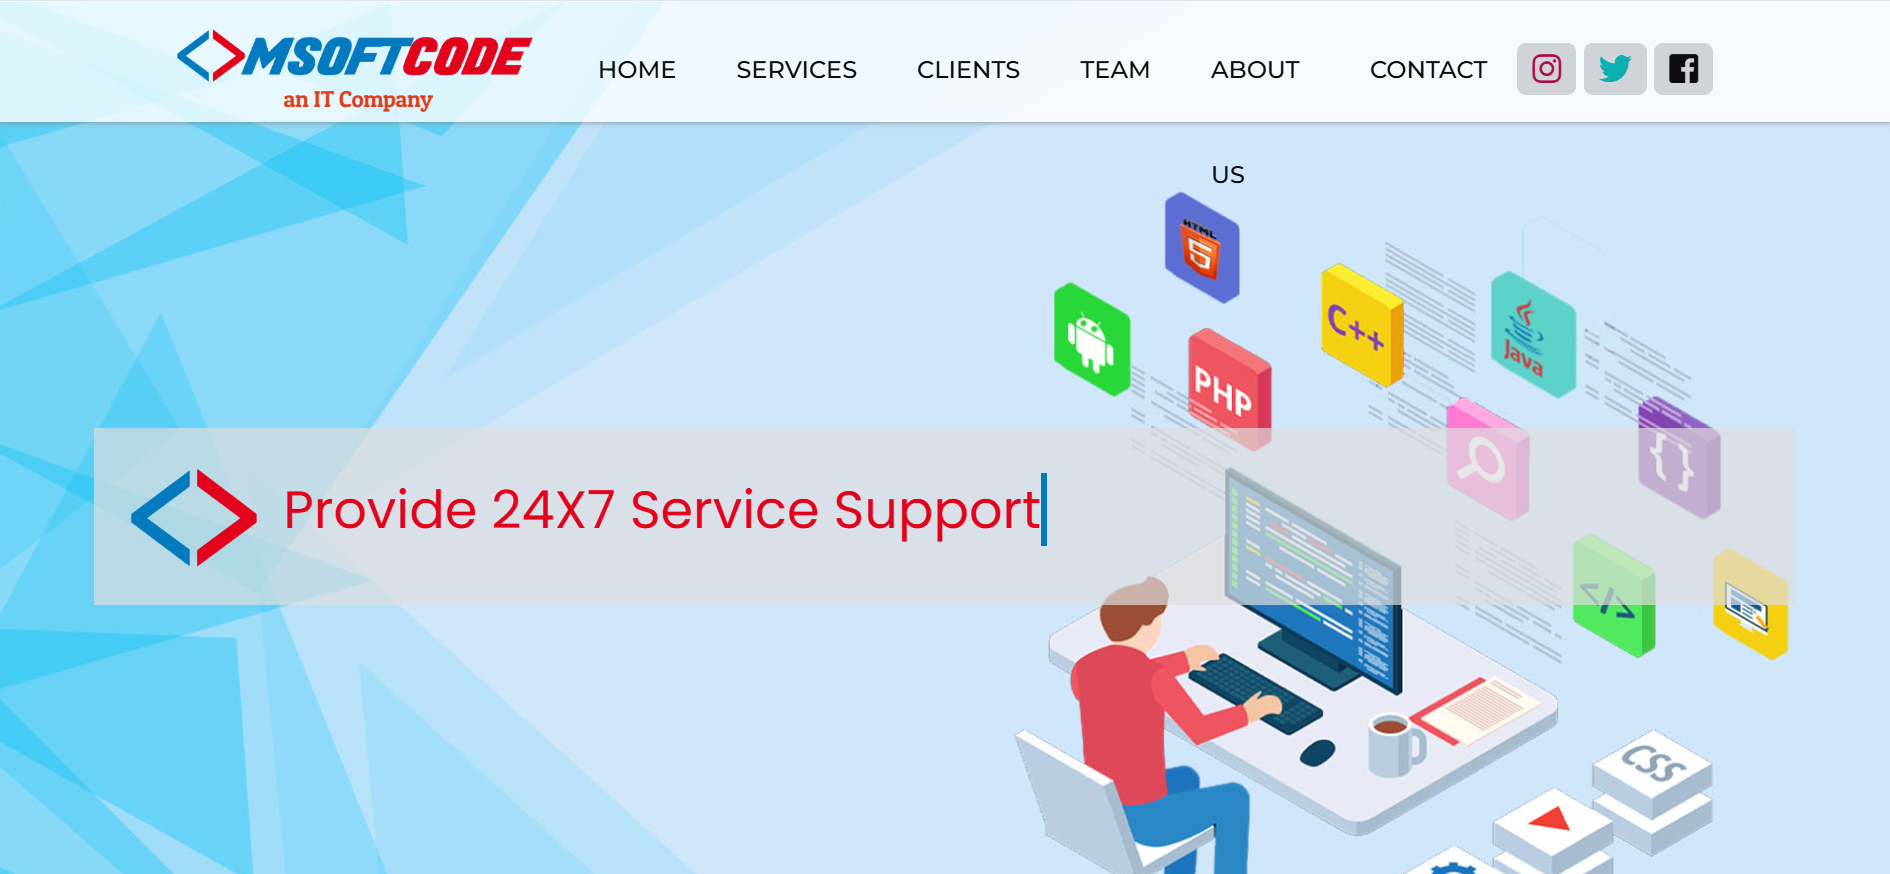 MSOFTCODE
an IT Company
HOME SERVICES CLIENTS TEAM ABOUT CONTACT
US
HTML
5
C++
Java
PHP
{}
Provide 24X7 Service Support
</>
CSS